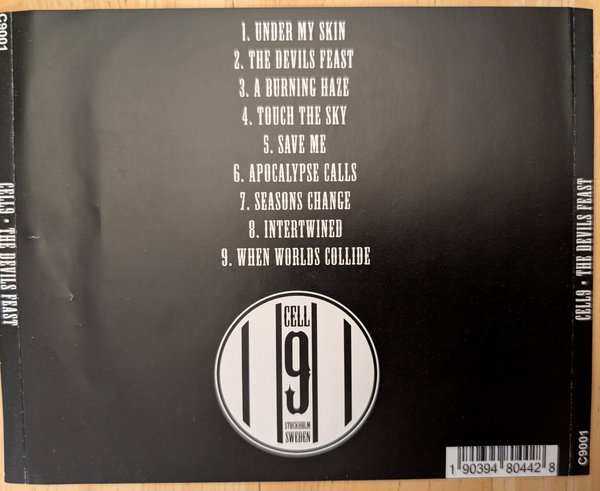 C9001
1. UNDER MY SKIN
2. THE DEVILS FEAST
3. A BURNING HAZE
4. TOUCH THE SKY
5. SAVE ME
6. APOCALYPSE CALLS
7. SEASONS CHANGE
8. INTERTWINED
9. WHEN WORLDS COLLIDE
CELL9 • THE DEVILS FEAST
CELL9 • THE DEVILS FEAST
CELL
9
STOCKHOLM
SWEDEN
1 90394 80442 8
C9001